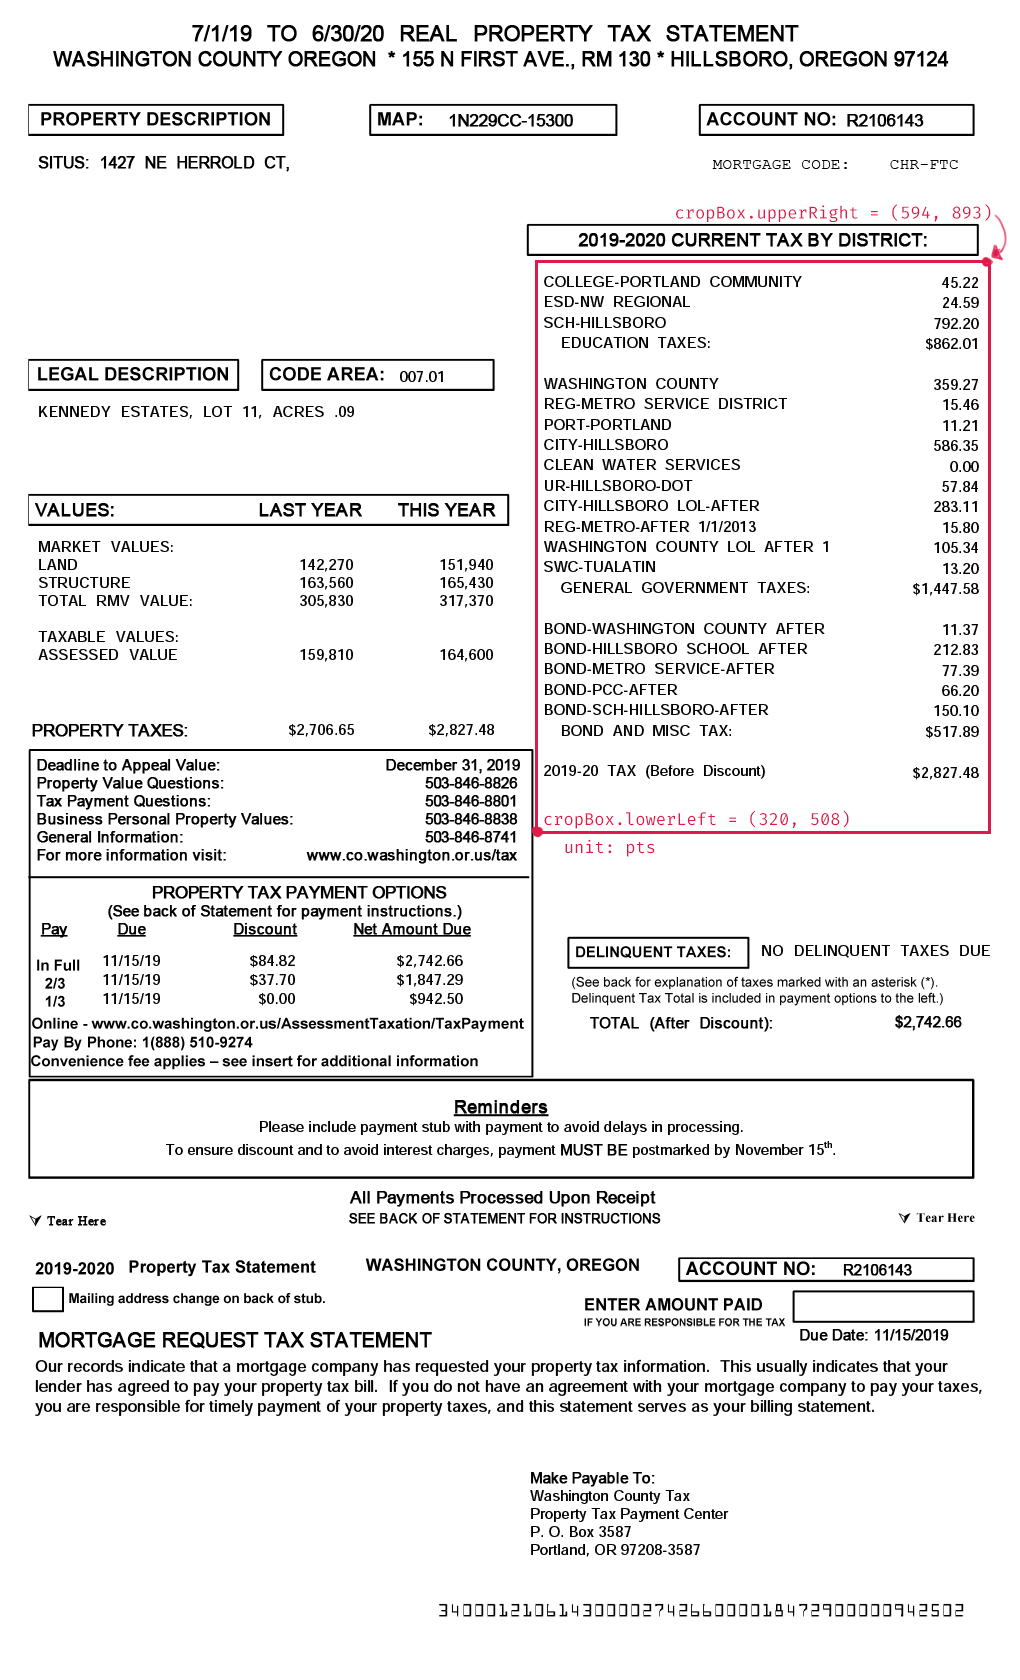 7/1/19 TO 6/30/20 REAL PROPERTY TAX STATEMENT
WASHINGTON COUNTY OREGON * 155 N FIRST AVE., RM 130 * HILLSBORO, OREGON 97124
PROPERTY DESCRIPTION
MAP: 1N229CC-15300
ACCOUNT NO: R2106143
SITUS: 1427 NE HERROLD CT,
MORTGAGE CODE: CHR-FTC
cropBox.upperRight = (594, 893)
2019-2020 CURRENT TAX BY DISTRICT:
COLLEGE-PORTLAND COMMUNITY 45.22
ESD-NW REGIONAL 24.59
SCH-HILLSBORO 792.20
EDUCATION TAXES: $862.01
WASHINGTON COUNTY 359.27
REG-METRO SERVICE DISTRICT 15.46
PORT-PORTLAND 11.21
CITY-HILLSBORO 586.35
CLEAN WATER SERVICES 0.00
UR-HILLSBORO-DOT 57.84
CITY-HILLSBORO LOL-AFTER 283.11
REG-METRO-AFTER 1/1/2013 15.80
WASHINGTON COUNTY LOL AFTER 1 105.34
SWC-TUALATIN 13.20
GENERAL GOVERNMENT TAXES: $1,447.58
BOND-WASHINGTON COUNTY AFTER 11.37
BOND-HILLSBORO SCHOOL AFTER 212.83
BOND-METRO SERVICE-AFTER 77.39
BOND-PCC-AFTER 66.20
BOND-SCH-HILLSBORO-AFTER 150.10
BOND AND MISC TAX: $517.89
2019-20 TAX (Before Discount) $2,827.48
cropBox.lowerLeft = (320, 508)
unit: pts
LEGAL DESCRIPTION
CODE AREA: 007.01
KENNEDY ESTATES, LOT 11, ACRES .09
VALUES: LAST YEAR THIS YEAR
MARKET VALUES:
LAND 142,270 151,940
STRUCTURE 163,560 165,430
TOTAL RMV VALUE: 305,830 317,370
TAXABLE VALUES:
ASSESSED VALUE 159,810 164,600
PROPERTY TAXES: $2,706.65 $2,827.48
Deadline to Appeal Value: December 31, 2019
Property Value Questions: 503-846-8826
Tax Payment Questions: 503-846-8801
Business Personal Property Values: 503-846-8838
General Information: 503-846-8741
For more information visit: www.co.washington.or.us/tax
PROPERTY TAX PAYMENT OPTIONS
(See back of Statement for payment instructions.)
Pay Due Discount Net Amount Due
In Full 11/15/19 $84.82 $2,742.66
2/3 11/15/19 $37.70 $1,847.29
1/3 11/15/19 $0.00 $942.50
Online - www.co.washington.or.us/AssessmentTaxation/TaxPayment
Pay By Phone: 1(888) 510-9274
Convenience fee applies – see insert for additional information
DELINQUENT TAXES: NO DELINQUENT TAXES DUE
(See back for explanation of taxes marked with an asterisk (*).
Delinquent Tax Total is included in payment options to the left.)
TOTAL (After Discount): $2,742.66
Reminders
Please include payment stub with payment to avoid delays in processing.
To ensure discount and to avoid interest charges, payment MUST BE postmarked by November 15th.
All Payments Processed Upon Receipt
SEE BACK OF STATEMENT FOR INSTRUCTIONS
Tear Here
Tear Here
2019-2020 Property Tax Statement
WASHINGTON COUNTY, OREGON
ACCOUNT NO: R2106143
Mailing address change on back of stub.
ENTER AMOUNT PAID
IF YOU ARE RESPONSIBLE FOR THE TAX
Due Date: 11/15/2019
MORTGAGE REQUEST TAX STATEMENT
Our records indicate that a mortgage company has requested your property tax information. This usually indicates that your
lender has agreed to pay your property tax bill. If you do not have an agreement with your mortgage company to pay your taxes,
you are responsible for timely payment of your property taxes, and this statement serves as your billing statement.
Make Payable To:
Washington County Tax
Property Tax Payment Center
P. O. Box 3587
Portland, OR 97208-3587
34000121061430000274266000018472900000942502